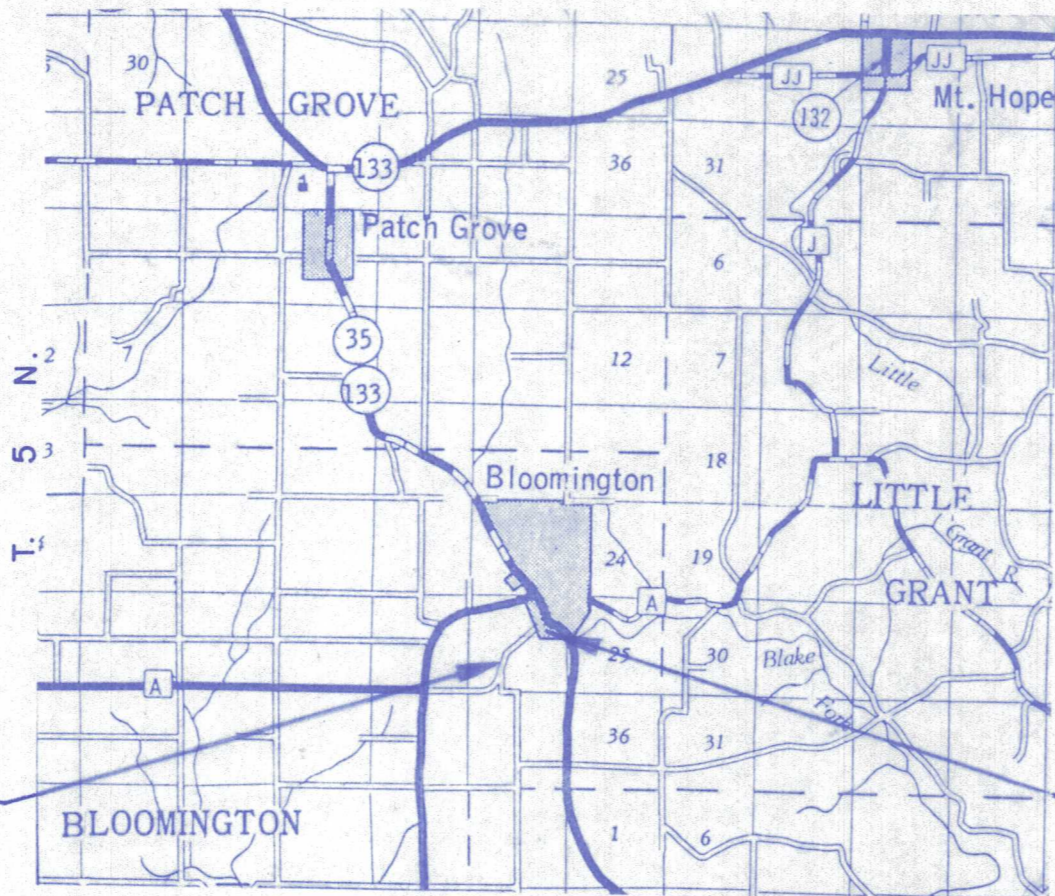 H
30
25
JJ
JJ
PATCH GROVE
Mt. Hope
132
133
36
31
1
Patch Grove
J
6
35
12
7
Little
7
2
133
T. 5 N.
3
18
Bloomington
LITTLE
24
19
Grant
R.
GRANT
A
25
30
Blake
A
Fork
36
31
BLOOMINGTON
1
6